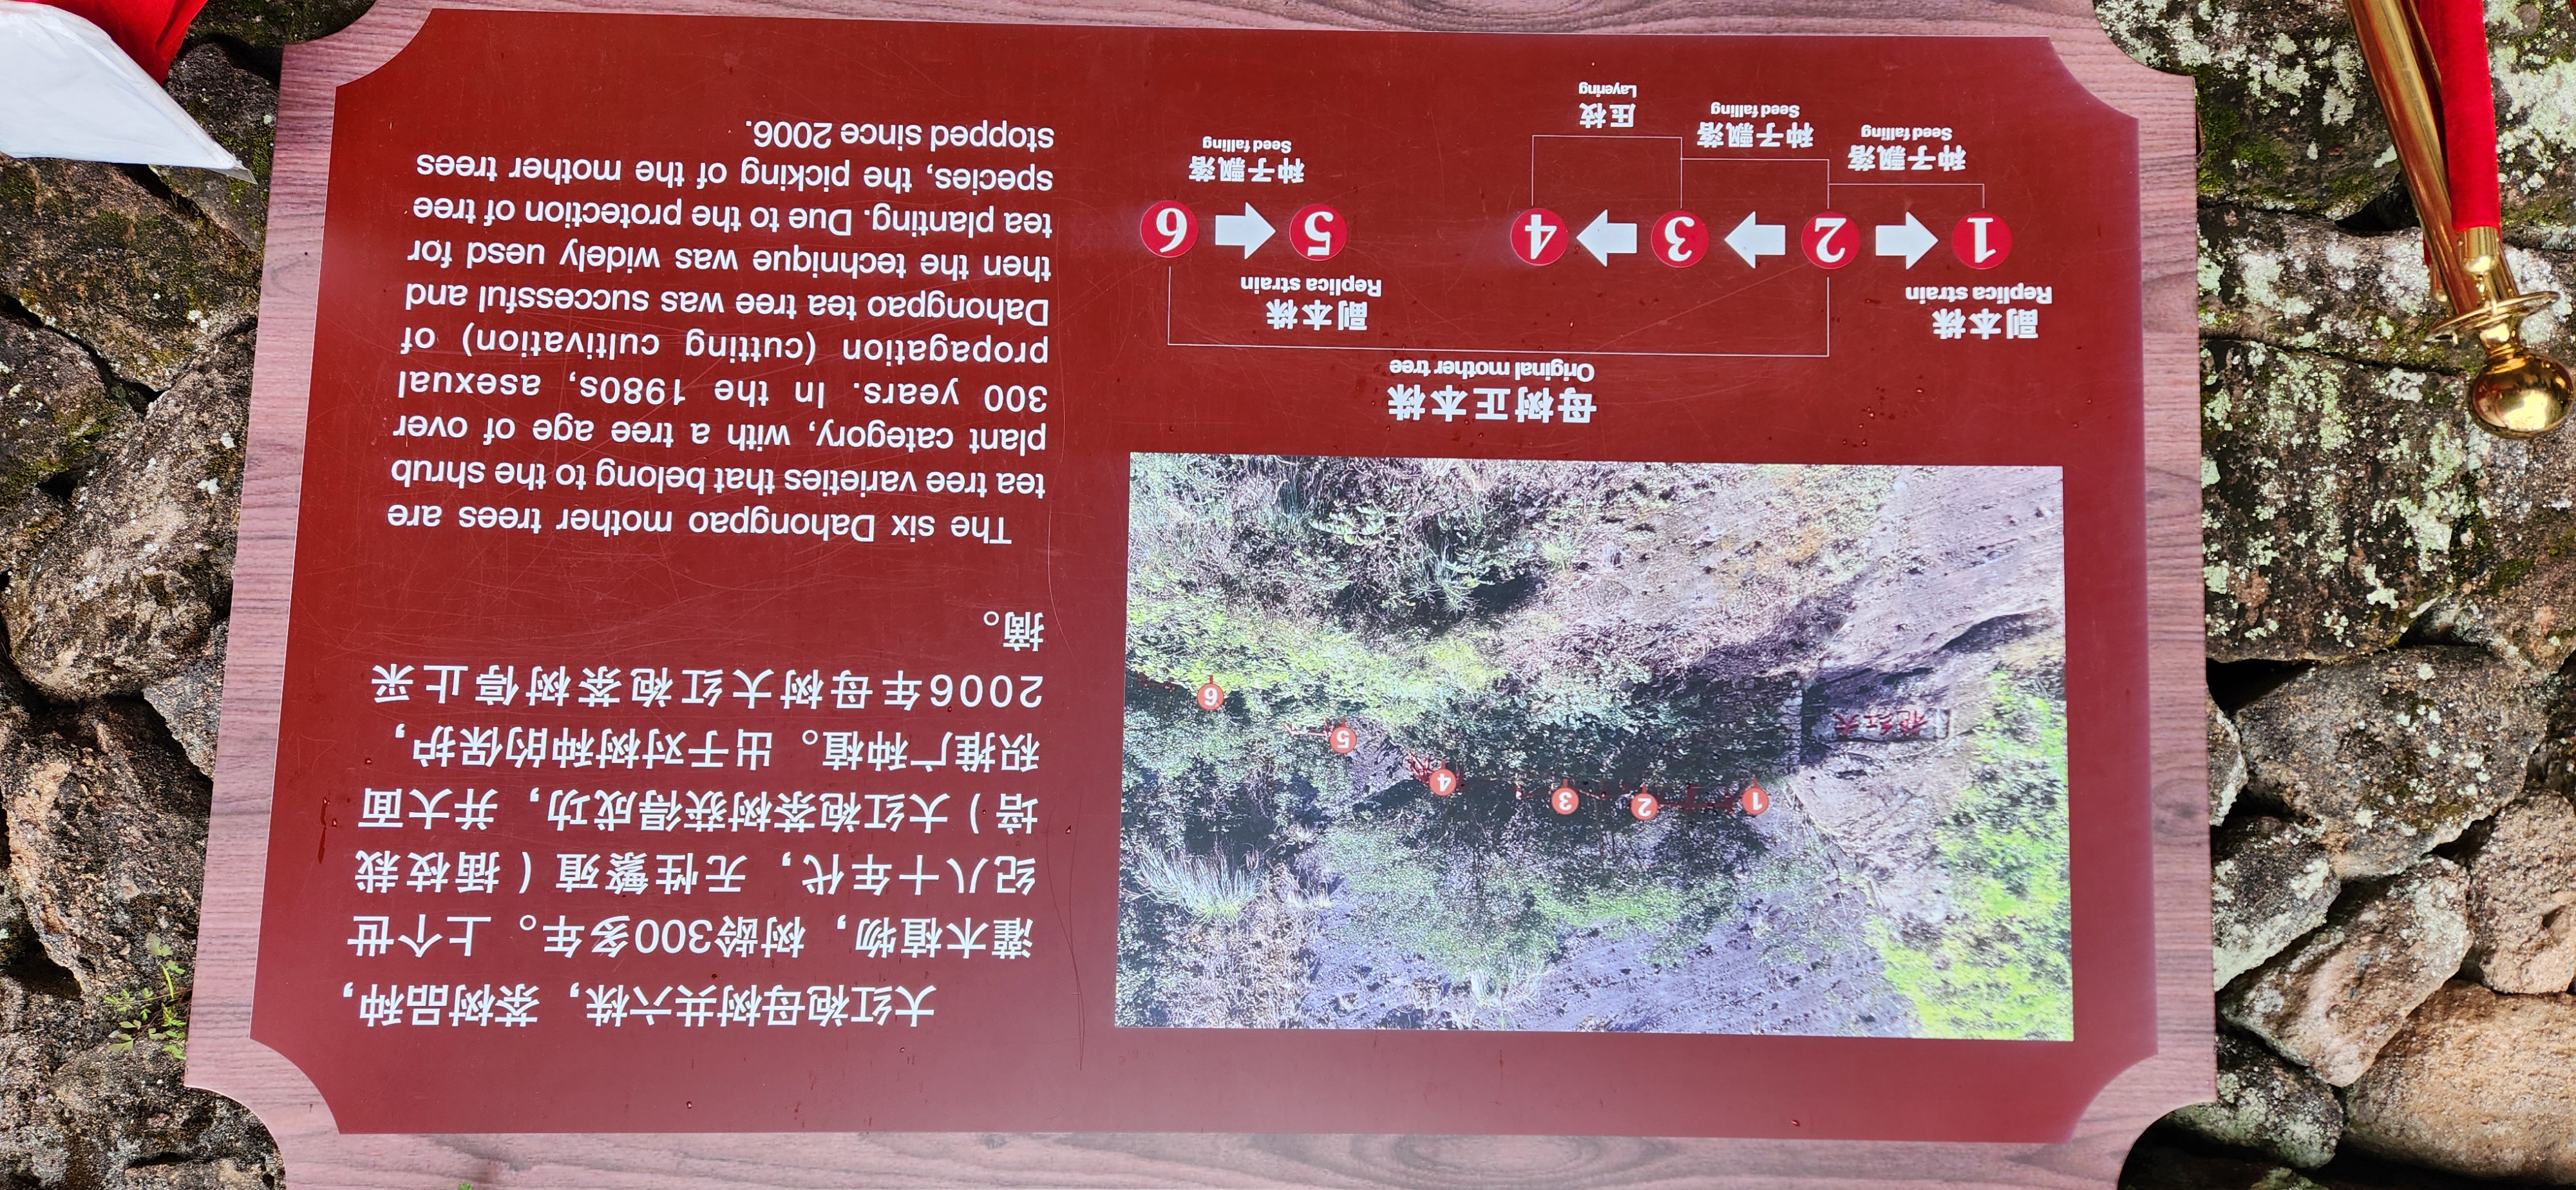 大红袍
1
2
3
4
5
6
母树正本株
Original mother tree
副本株
Replica strain
副本株
Replica strain
1
2
3
4
5
6
种子飘落
Seed falling
种子飘落
Seed falling
压枝
Layering
种子飘落
Seed falling
大红袍母树共六株，茶树品种，
灌木植物，树龄300多年。上个世
纪八十年代，无性繁殖（插枝栽
培）大红袍茶树获得成功，并大面
积推广种植。出于对树种的保护，
2006年母树大红袍茶树停止采
摘。
The six Dahongpao mother trees are
tea tree varieties that belong to the shrub
plant category, with a tree age of over
300 years. In the 1980s, asexual
propagation (cutting cultivation) of
Dahongpao tea tree was successful and
then the technique was widely uesd for
tea planting. Due to the protection of tree
species, the picking of the mother trees
stopped since 2006.